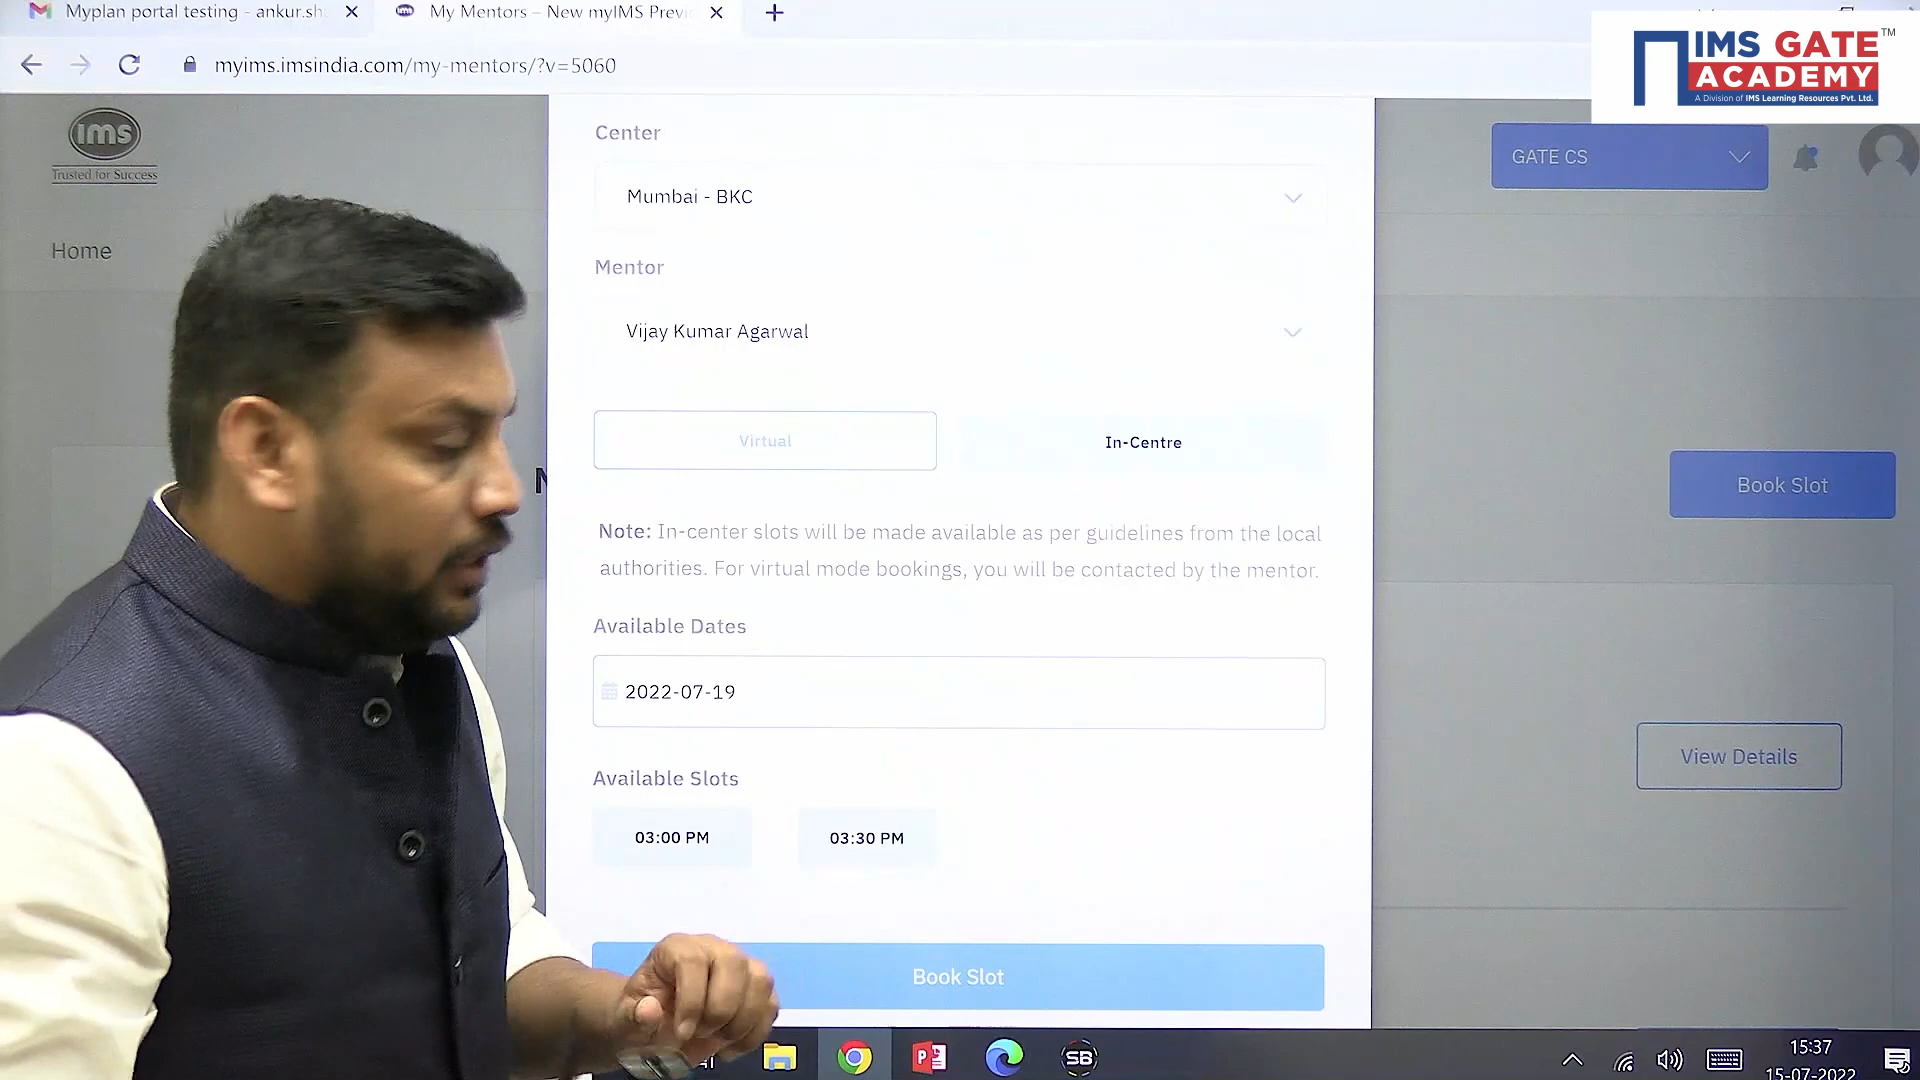 Myplan portal testing - ankur.sh
My Mentors – New myIMS Previ
myims.imsindia.com/my-mentors/?v=5060
IMS GATE
ACADEMY
TM
A Division of IMS Learning Resources Pvt. Ltd.
ims
Trusted for Success
Home
GATE CS
Center
Mumbai - BKC
Mentor
Vijay Kumar Agarwal
Virtual
In-Centre
Note: In-center slots will be made available as per guidelines from the local
authorities. For virtual mode bookings, you will be contacted by the mentor.
Book Slot
Available Dates
2022-07-19
View Details
Available Slots
03:00 PM
03:30 PM
Book Slot
SB
15:37
15-07-2022